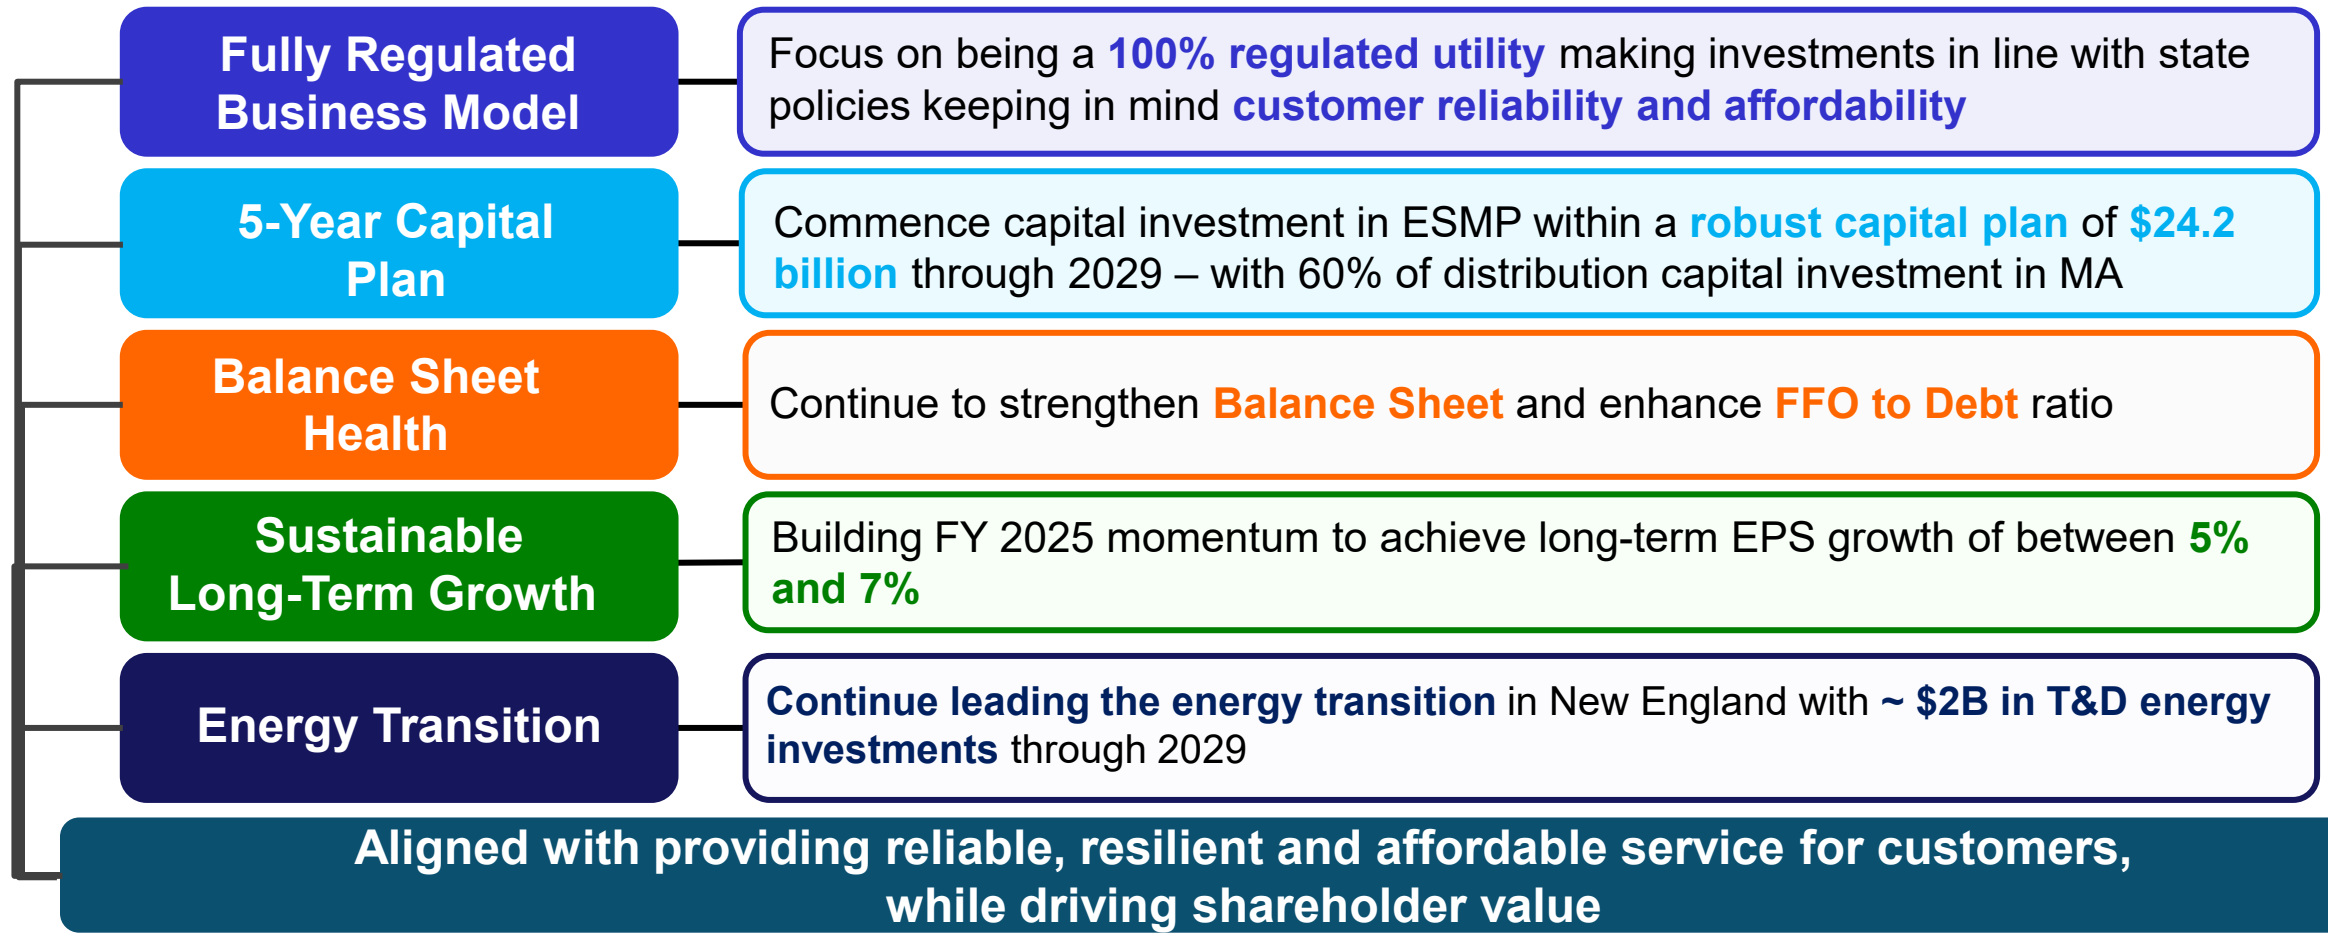 Fully Regulated
Business Model
Focus on being a 100% regulated utility making investments in line with state
policies keeping in mind customer reliability and affordability
5-Year Capital
Plan
Commence capital investment in ESMP within a robust capital plan of $24.2
billion through 2029 – with 60% of distribution capital investment in MA
Balance Sheet
Health
Continue to strengthen Balance Sheet and enhance FFO to Debt ratio
Sustainable
Long-Term Growth
Building FY 2025 momentum to achieve long-term EPS growth of between 5%
and 7%
Energy Transition
Continue leading the energy transition in New England with ~ $2B in T&D energy
investments through 2029
Aligned with providing reliable, resilient and affordable service for customers,
while driving shareholder value